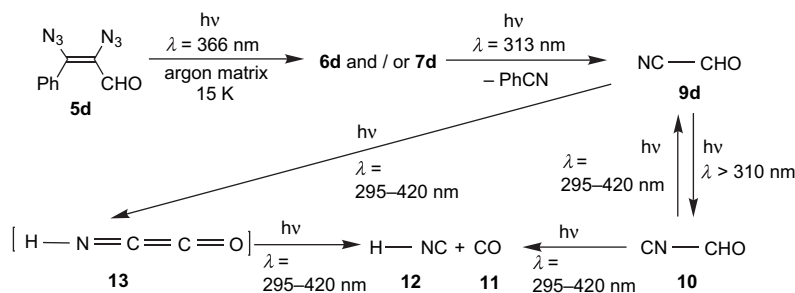 N3 N3
Ph
CHO
5d
hν
λ = 366 nm
argon matrix
15 K
6d and / or 7d
hν
λ = 313 nm
– PhCN
NC CHO
9d
hν
λ =
295–420 nm
λ =
295–420 nm
hν
hν
λ > 310 nm
[ H N C C O ]
13
hν
λ =
295–420 nm
H NC + CO
12 11
hν
λ =
295–420 nm
CN CHO
10